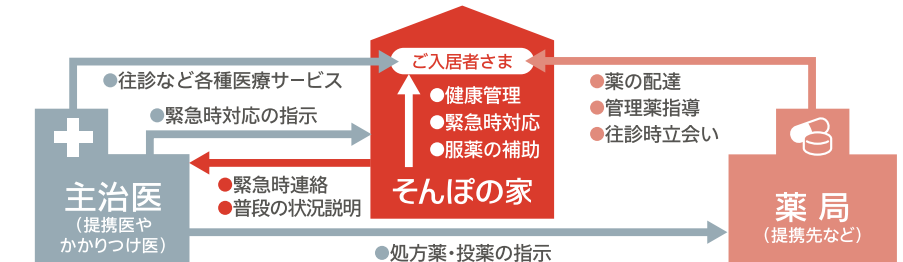 ご入居者さま
●往診など各種医療サービス
●緊急時対応の指示
●健康管理
●緊急時対応
●服薬の補助
そんぽの家
●薬の配達
●管理薬指導
●往診時立会い
主治医
（提携医や
かかりつけ医）
●緊急時連絡
●普段の状況説明
薬局
（提携先など）
●処方薬・投薬の指示